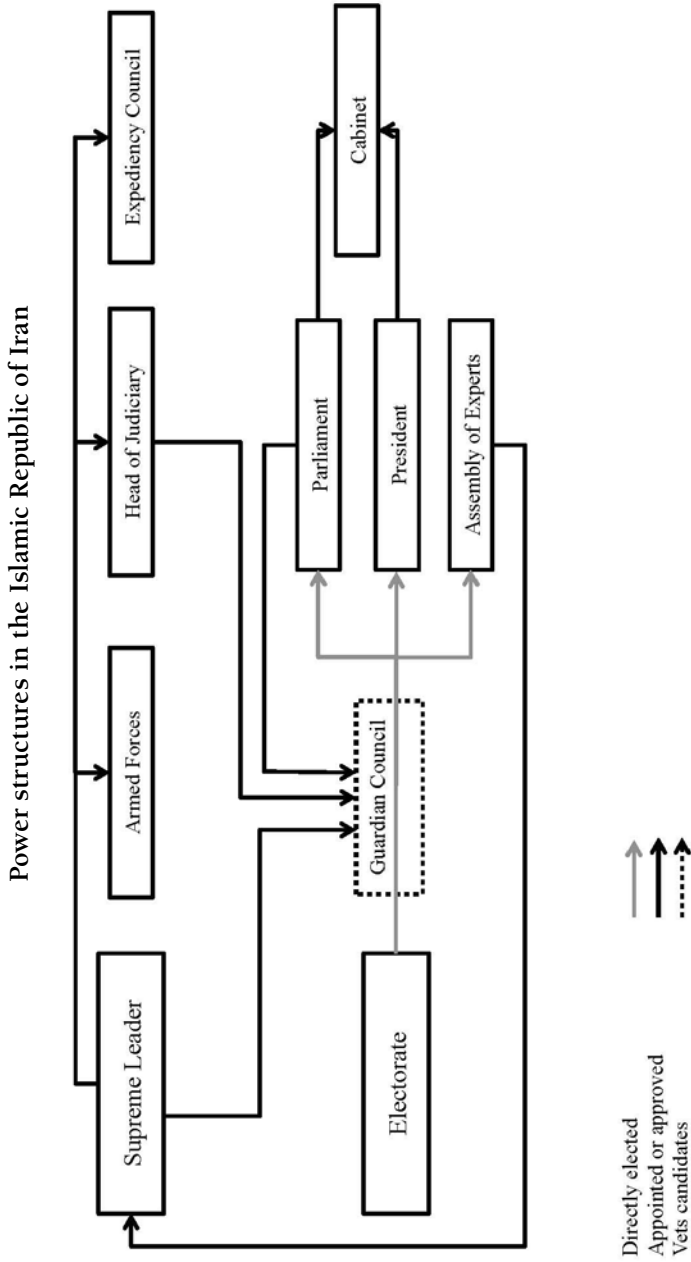 Power structures in the Islamic Republic of Iran
Supreme Leader
Armed Forces
Head of Judiciary
Expediency Council
Electorate
Guardian Council
Parliament
President
Assembly of Experts
Cabinet
Directly elected
Appointed or approved
Vets candidates